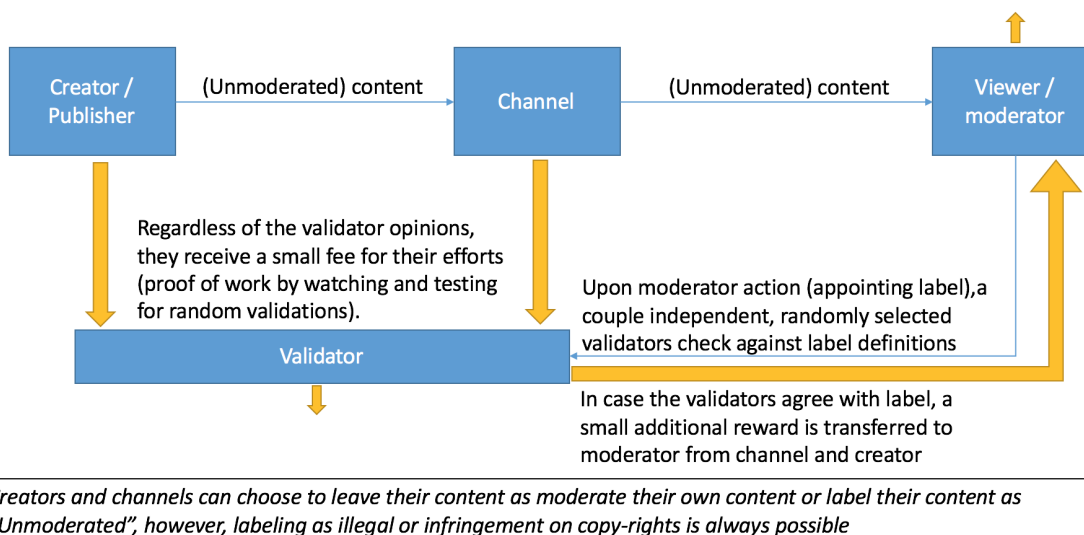 Creator /
Publisher
(Unmoderated) content
Channel
(Unmoderated) content
Viewer /
moderator
Regardless of the validator opinions,
they receive a small fee for their efforts
(proof of work by watching and testing
for random validations).
Upon moderator action (appointing label),a
couple independent, randomly selected
validators check against label definitions
Validator
In case the validators agree with label, a
small additional reward is transferred to
moderator from channel and creator
reators and channels can choose to leave their content as moderate their own content or label their content as
Unmoderated”, however, labeling as illegal or infringement on copy-rights is always possible